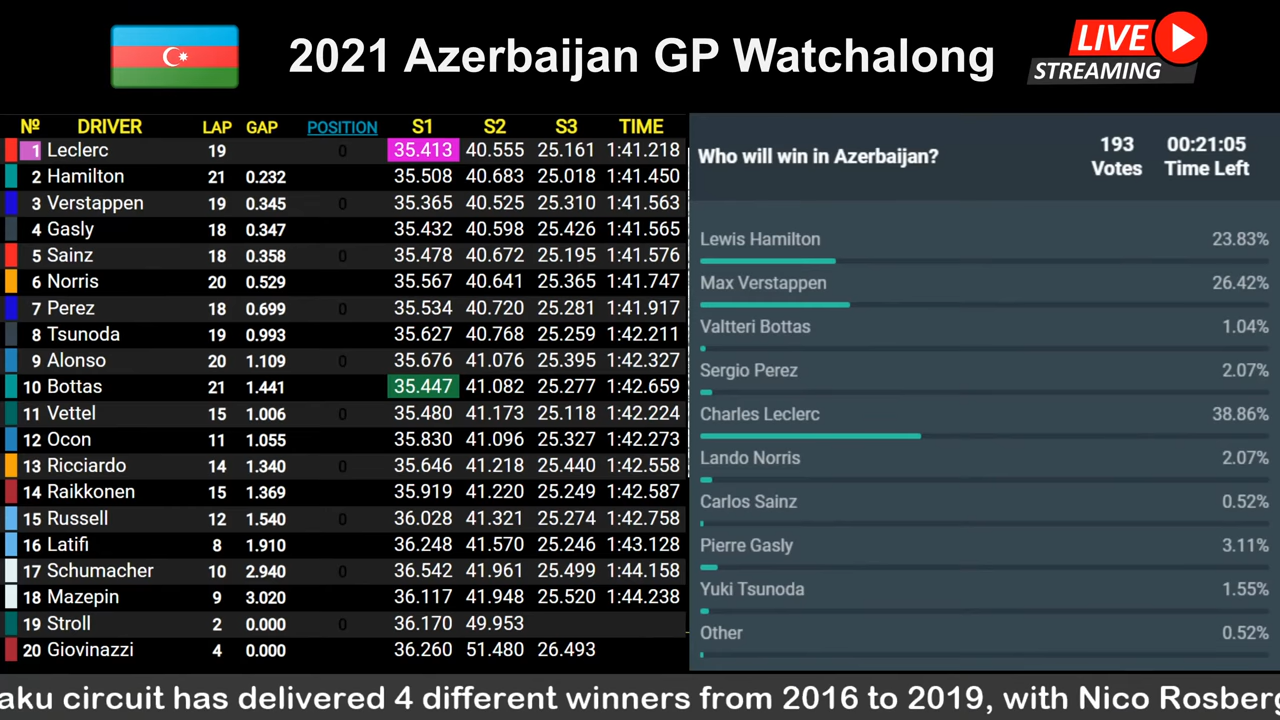 2021 Azerbaijan GP Watchalong
LIVE
STREAMING
№ DRIVER LAP GAP POSITION S1 S2 S3 TIME
1 Leclerc 19 0 35.413 40.555 25.161 1:41.218
2 Hamilton 21 0.232 35.508 40.683 25.018 1:41.450
3 Verstappen 19 0.345 0 35.365 40.525 25.310 1:41.563
4 Gasly 18 0.347 35.432 40.598 25.426 1:41.565
5 Sainz 18 0.358 0 35.478 40.672 25.195 1:41.576
6 Norris 20 0.529 35.567 40.641 25.365 1:41.747
7 Perez 18 0.699 0 35.534 40.720 25.281 1:41.917
8 Tsunoda 19 0.993 35.627 40.768 25.259 1:42.211
9 Alonso 20 1.109 0 35.676 41.076 25.395 1:42.327
10 Bottas 21 1.441 35.447 41.082 25.277 1:42.659
11 Vettel 15 1.006 0 35.480 41.173 25.118 1:42.224
12 Ocon 11 1.055 35.830 41.096 25.327 1:42.273
13 Ricciardo 14 1.340 0 35.646 41.218 25.440 1:42.558
14 Raikkonen 15 1.369 35.919 41.220 25.249 1:42.587
15 Russell 12 1.540 0 36.028 41.321 25.274 1:42.758
16 Latifi 8 1.910 36.248 41.570 25.246 1:43.128
17 Schumacher 10 2.940 0 36.542 41.961 25.499 1:44.158
18 Mazepin 9 3.020 36.117 41.948 25.520 1:44.238
19 Stroll 2 0.000 0 36.170 49.953
20 Giovinazzi 4 0.000 36.260 51.480 26.493
Who will win in Azerbaijan?
193 00:21:05
Votes Time Left
Lewis Hamilton 23.83%
Max Verstappen 26.42%
Valtteri Bottas 1.04%
Sergio Perez 2.07%
Charles Leclerc 38.86%
Lando Norris 2.07%
Carlos Sainz 0.52%
Pierre Gasly 3.11%
Yuki Tsunoda 1.55%
Other 0.52%
aku circuit has delivered 4 different winners from 2016 to 2019, with Nico Rosberg